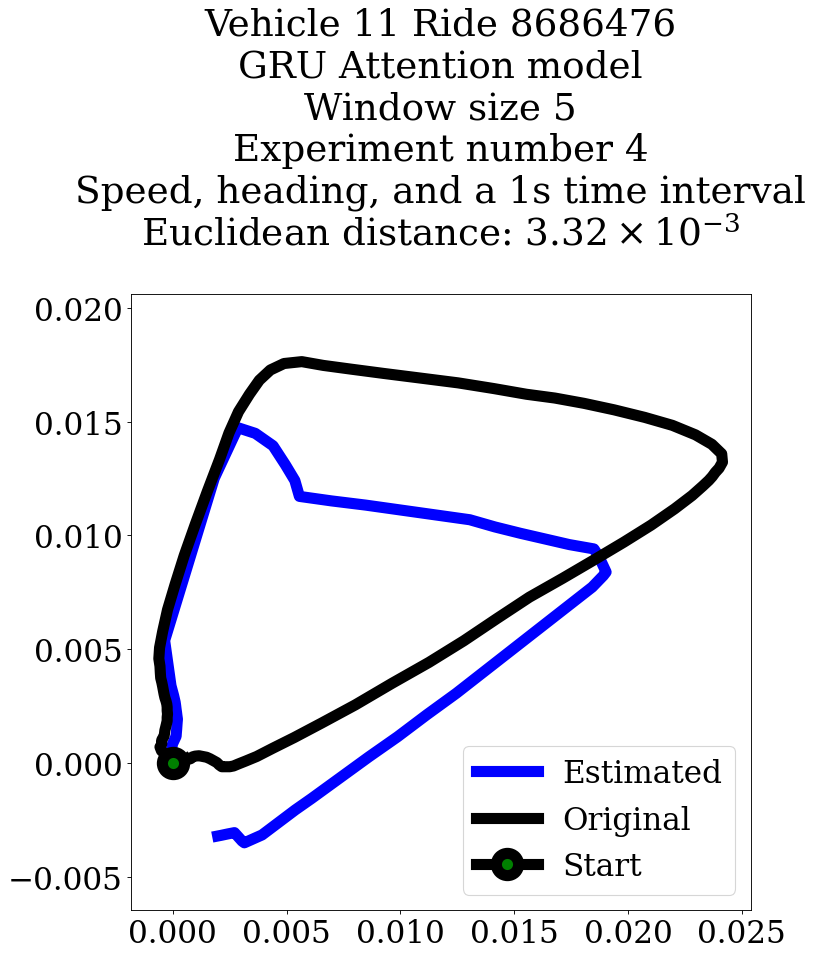 Vehicle 11 Ride 8686476
GRU Attention model
Window size 5
Experiment number 4
Speed, heading, and a 1s time interval
Euclidean distance: 3.32 × 10⁻³
0.020
0.015
0.010
0.005
0.000
−0.005
Estimated
Original
Start
0.000 0.005 0.010 0.015 0.020 0.025